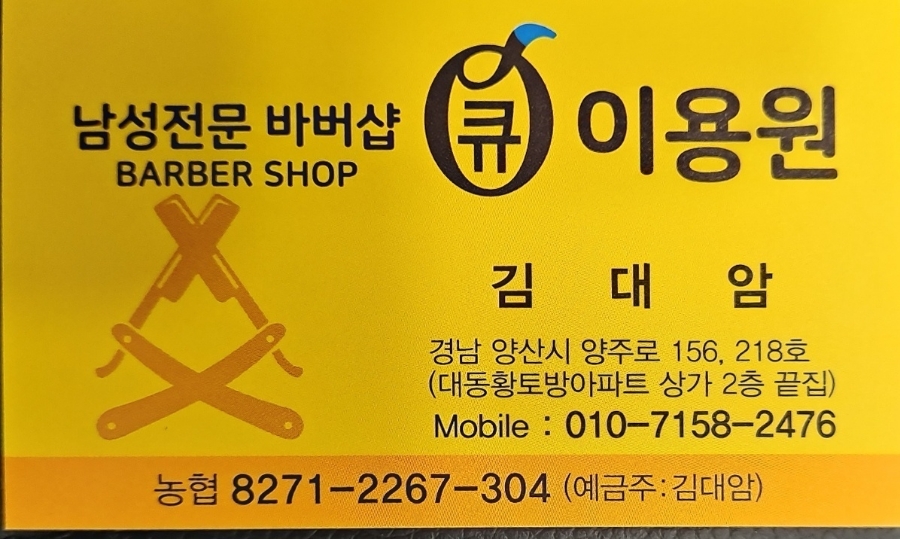 남성전문 바버샵
BARBER SHOP
큐 이용원
김 대 암
경남 양산시 양주로 156, 218호
(대동황토방아파트 상가 2층 끝집)
Mobile : 010-7158-2476
농협 8271-2267-304 (예금주:김대암)